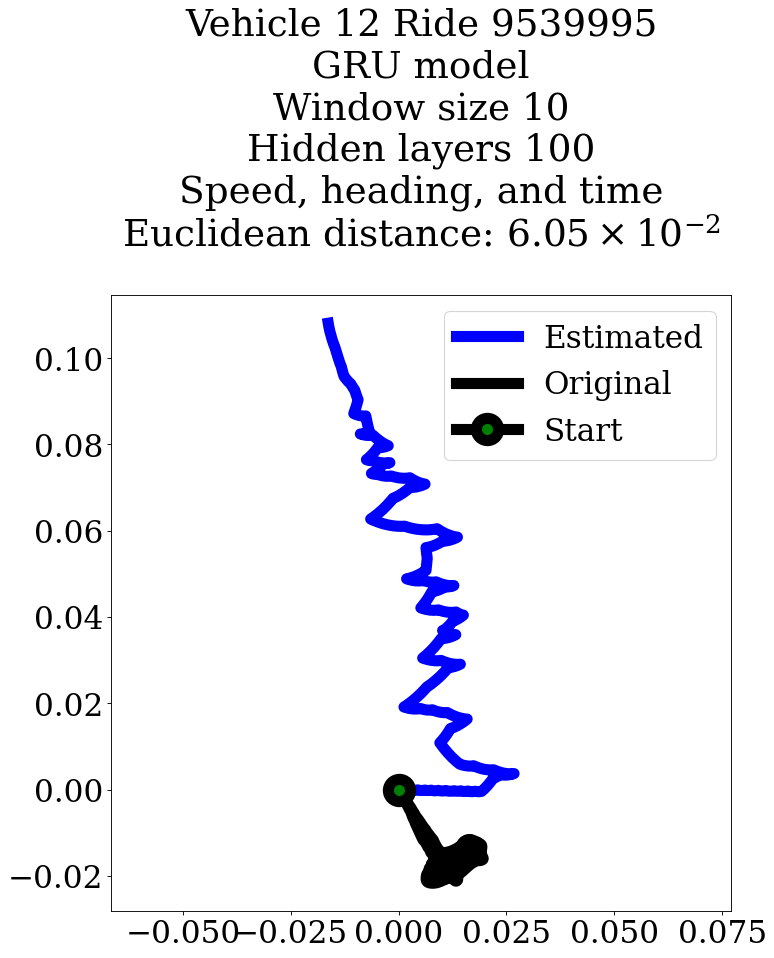 Vehicle 12 Ride 9539995
GRU model
Window size 10
Hidden layers 100
Speed, heading, and time
Euclidean distance: 6.05 × 10⁻²
Estimated
Original
Start
0.10
0.08
0.06
0.04
0.02
0.00
−0.02
−0.050 −0.025 0.000 0.025 0.050 0.075